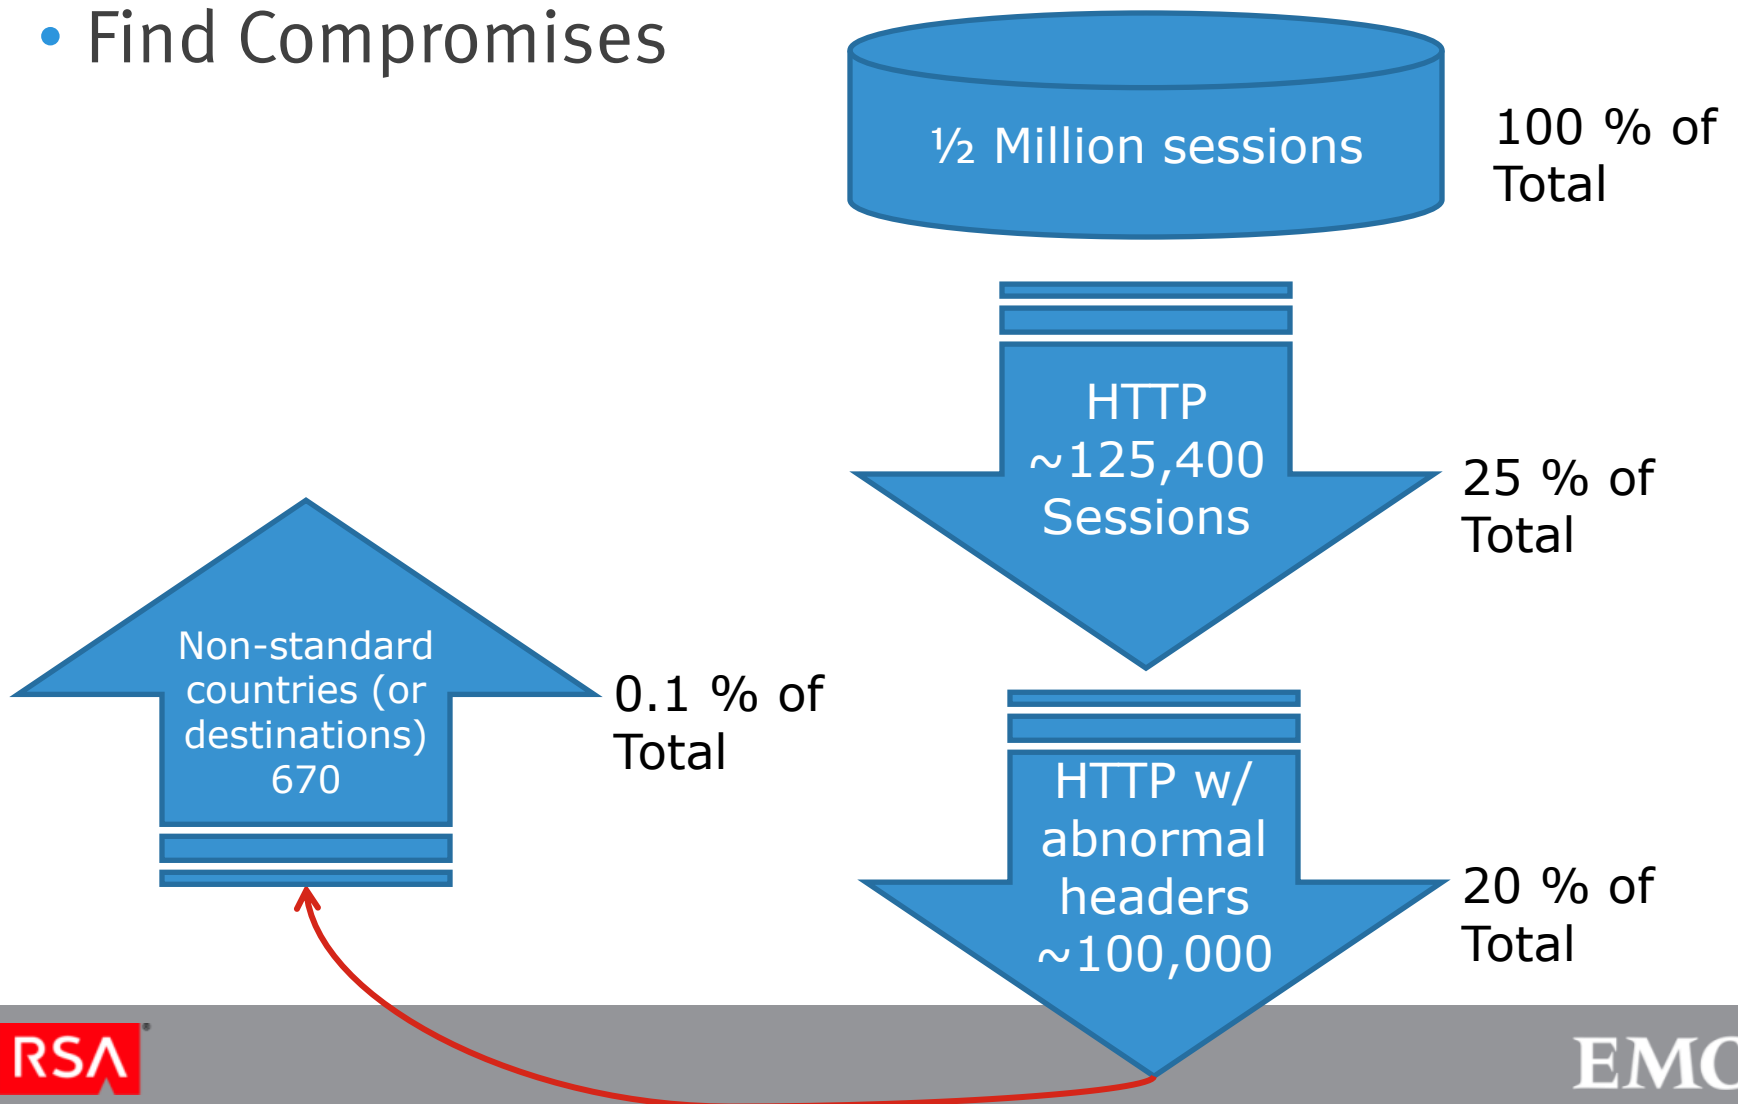 • Find Compromises
½ Million sessions
100 % of
Total
HTTP
~125,400
Sessions
25 % of
Total
HTTP w/
abnormal
headers
~100,000
20 % of
Total
Non-standard
countries (or
destinations)
670
0.1 % of
Total
RSA®
EMC